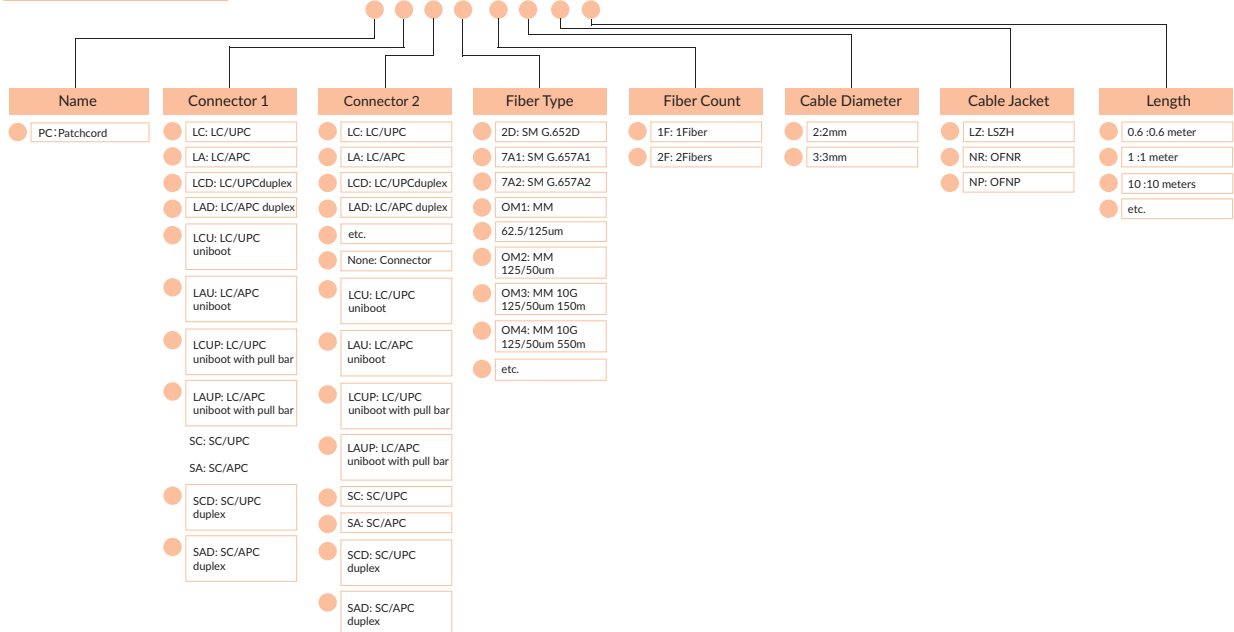 Name
Connector 1
Connector 2
Fiber Type
Fiber Count
Cable Diameter
Cable Jacket
Length
PC：Patchcord
LC: LC/UPC
LA: LC/APC
LCD: LC/UPCduplex
LAD: LC/APC duplex
LCU: LC/UPC
uniboot
LAU: LC/APC
uniboot
LCUP: LC/UPC
uniboot with pull bar
LAUP: LC/APC
uniboot with pull bar
SC: SC/UPC
SA: SC/APC
SCD: SC/UPC
duplex
SAD: SC/APC
duplex
LC: LC/UPC
LA: LC/APC
LCD: LC/UPCduplex
LAD: LC/APC duplex
etc.
None: Connector
LCU: LC/UPC
uniboot
LAU: LC/APC
uniboot
LCUP: LC/UPC
uniboot with pull bar
LAUP: LC/APC
uniboot with pull bar
SC: SC/UPC
SA: SC/APC
SCD: SC/UPC
duplex
SAD: SC/APC
duplex
2D: SM G.652D
7A1: SM G.657A1
7A2: SM G.657A2
OM1: MM
62.5/125um
OM2: MM
125/50um
OM3: MM 10G
125/50um 150m
OM4: MM 10G
125/50um 550m
etc.
1F: 1Fiber
2F: 2Fibers
2:2mm
3:3mm
LZ: LSZH
NR: OFNR
NP: OFNP
0.6 :0.6 meter
1 :1 meter
10 :10 meters
etc.